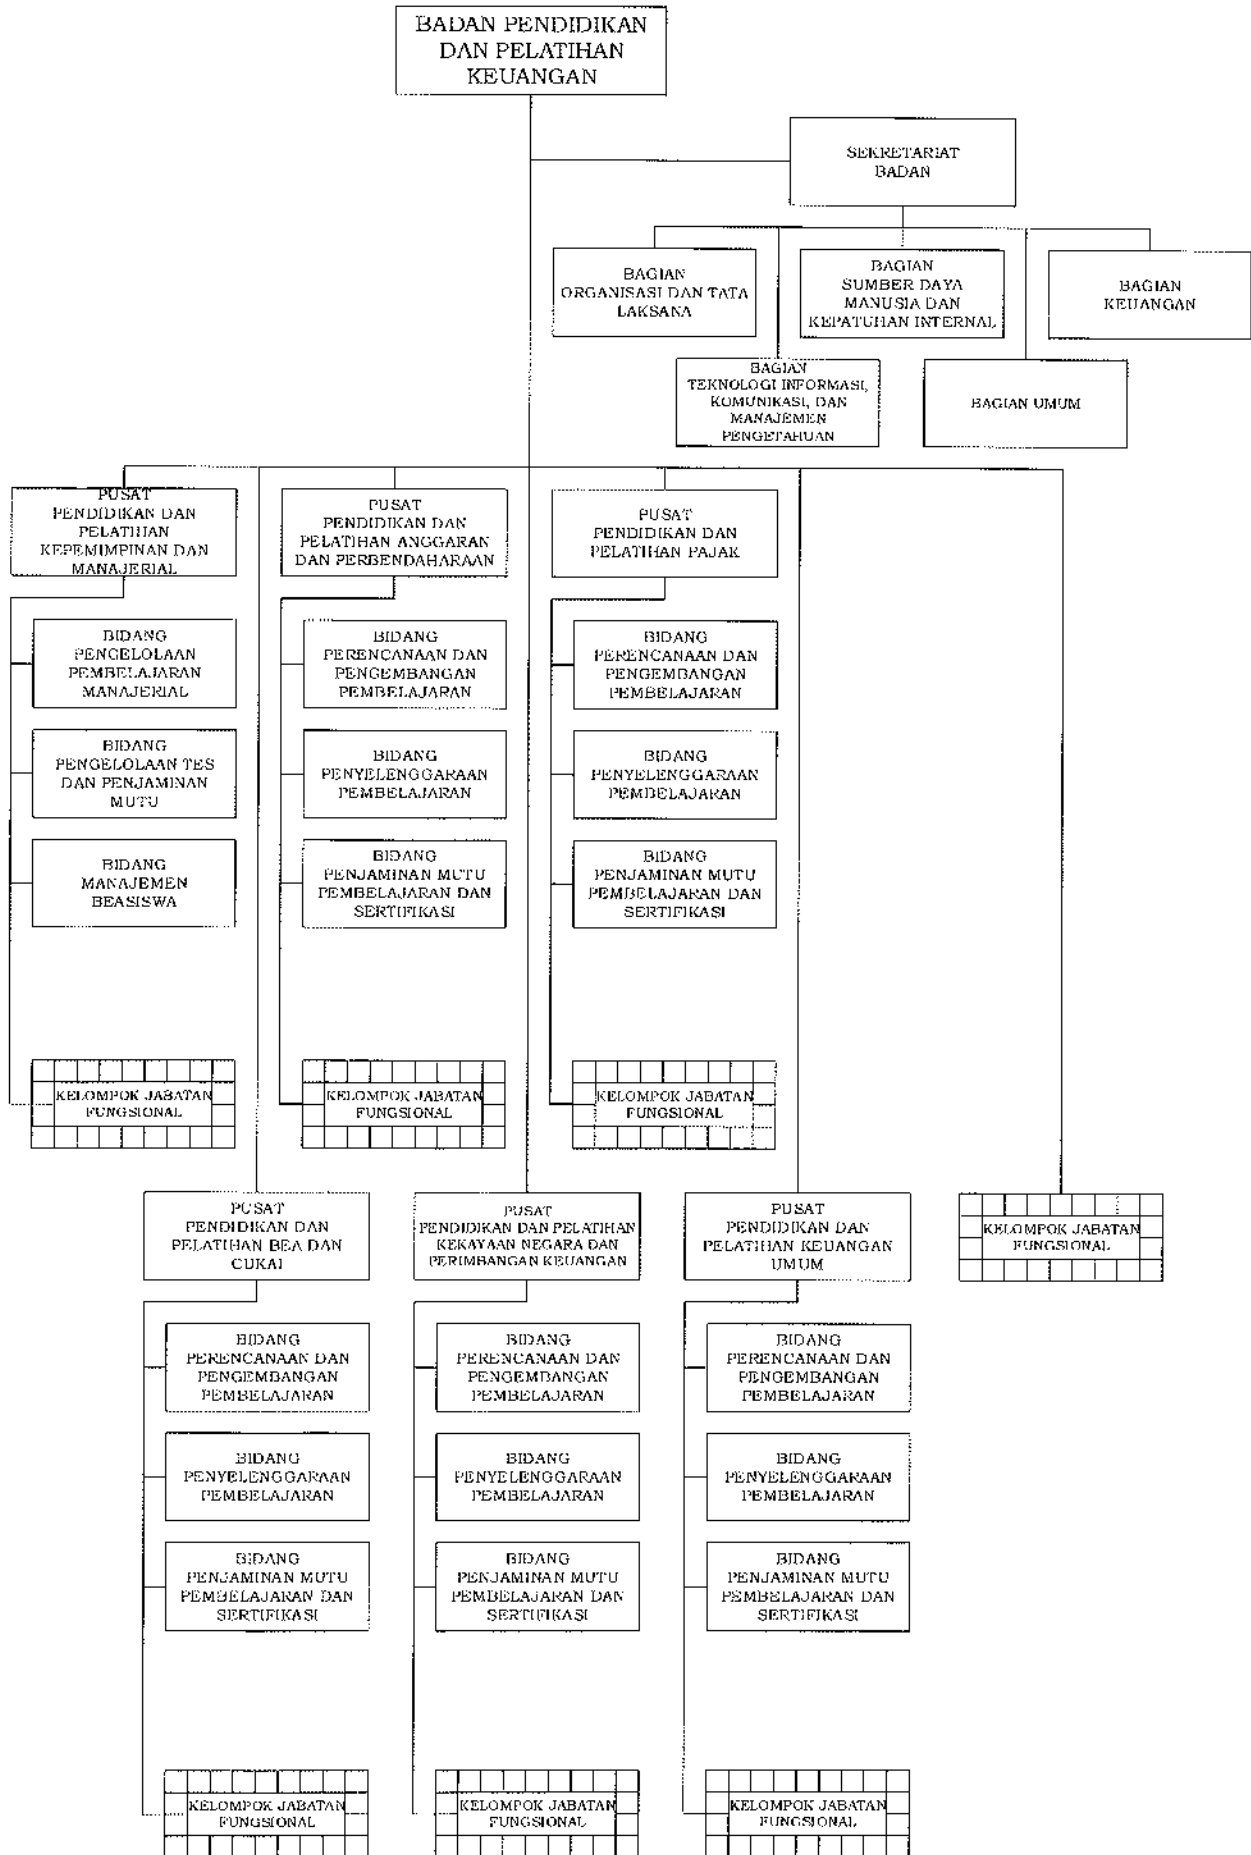 BADAN PENDIDIKAN
DAN PELATIHAN
KEUANGAN
SEKRETARIAT
BADAN
BAGIAN
ORGANISASI DAN TATA
LAKSANA
BAGIAN
SUMBER DAYA
MANUSIA DAN
KEPATUHAN INTERNAL
BAGIAN
KEUANGAN
BAGIAN
TEKNOLOGI INFORMASI,
KOMUNIKASI, DAN
MANAJEMEN
PENGETAHUAN
BAGIAN UMUM
PUSAT
PENDIDIKAN DAN
PELATIHAN
KEPEMIMPINAN DAN
MANAJERIAL
PUSAT
PENDIDIKAN DAN
PELATIHAN ANGGARAN
DAN PERBENDAHARAAN
PUSAT
PENDIDIKAN DAN
PELATIHAN PAJAK
BIDANG
PENGELOLAAN
PEMBELAJARAN
MANAJERIAL
BIDANG
PERENCANAAN DAN
PENGEMBANGAN
PEMBELAJARAN
BIDANG
PERENCANAAN DAN
PENGEMBANGAN
PEMBELAJARAN
BIDANG
PENGELOLAAN TES
DAN PENJAMINAN
MUTU
BIDANG
PENYELENGGARAAN
PEMBELAJARAN
BIDANG
PENYELENGGARAAN
PEMBELAJARAN
BIDANG
MANAJEMEN
BEASISWA
BIDANG
PENJAMINAN MUTU
PEMBELAJARAN DAN
SERTIFIKASI
BIDANG
PENJAMINAN MUTU
PEMBELAJARAN DAN
SERTIFIKASI
KELOMPOK JABATAN
FUNGSIONAL
KELOMPOK JABATAN
FUNGSIONAL
KELOMPOK JABATAN
FUNGSIONAL
PUSAT
PENDIDIKAN DAN
PELATIHAN BEA DAN
CUKAI
PUSAT
PENDIDIKAN DAN PELATIHAN
KEKAYAAN NEGARA DAN
PERIMBANGAN KEUANGAN
PUSAT
PENDIDIKAN DAN
PELATIHAN KEUANGAN
UMUM
KELOMPOK JABATAN
FUNGSIONAL
BIDANG
PERENCANAAN DAN
PENGEMBANGAN
PEMBELAJARAN
BIDANG
PERENCANAAN DAN
PENGEMBANGAN
PEMBELAJARAN
BIDANG
PERENCANAAN DAN
PENGEMBANGAN
PEMBELAJARAN
BIDANG
PENYELENGGARAAN
PEMBELAJARAN
BIDANG
PENYELENGGARAAN
PEMBELAJARAN
BIDANG
PENYELENGGARAAN
PEMBELAJARAN
BIDANG
PENJAMINAN MUTU
PEMBELAJARAN DAN
SERTIFIKASI
BIDANG
PENJAMINAN MUTU
PEMBELAJARAN DAN
SERTIFIKASI
BIDANG
PENJAMINAN MUTU
PEMBELAJARAN DAN
SERTIFIKASI
KELOMPOK JABATAN
FUNGSIONAL
KELOMPOK JABATAN
FUNGSIONAL
KELOMPOK JABATAN
FUNGSIONAL